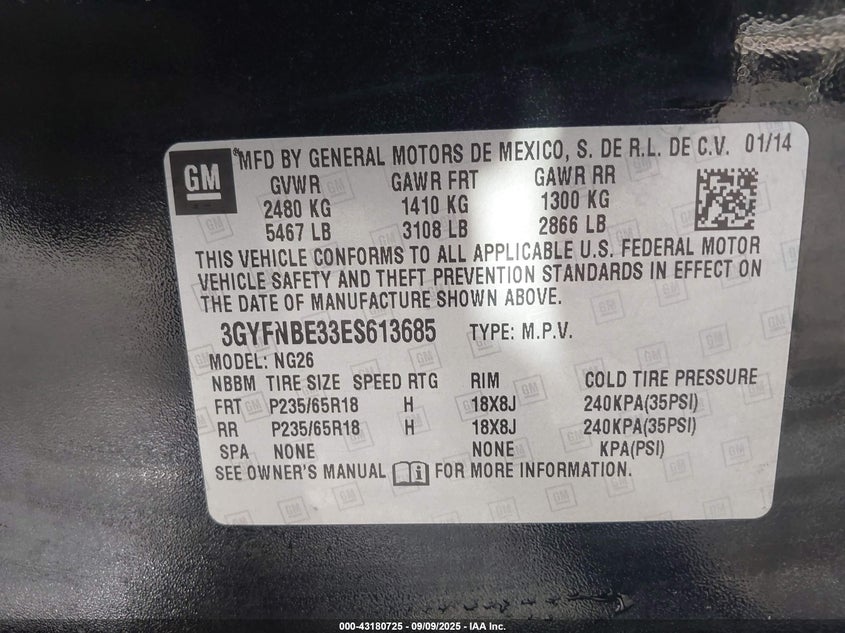 GM
®MFD BY GENERAL MOTORS DE MEXICO, S. DE R.L. DE C.V. 01/14
GVWR GAWR FRT GAWR RR
2480 KG 1410 KG 1300 KG
5467 LB 3108 LB 2866 LB
THIS VEHICLE CONFORMS TO ALL APPLICABLE U.S. FEDERAL MOTOR
VEHICLE SAFETY AND THEFT PREVENTION STANDARDS IN EFFECT ON
THE DATE OF MANUFACTURE SHOWN ABOVE.
3GYFNBE33ES613685 TYPE: M.P.V.
MODEL: NG26
NBBM TIRE SIZE SPEED RTG RIM COLD TIRE PRESSURE
FRT P235/65R18 H 18X8J 240KPA(35PSI)
RR P235/65R18 H 18X8J 240KPA(35PSI)
SPA NONE NONE KPA(PSI)
SEE OWNER'S MANUAL FOR MORE INFORMATION.
000-43180725 - 09/09/2025 - IAA Inc.